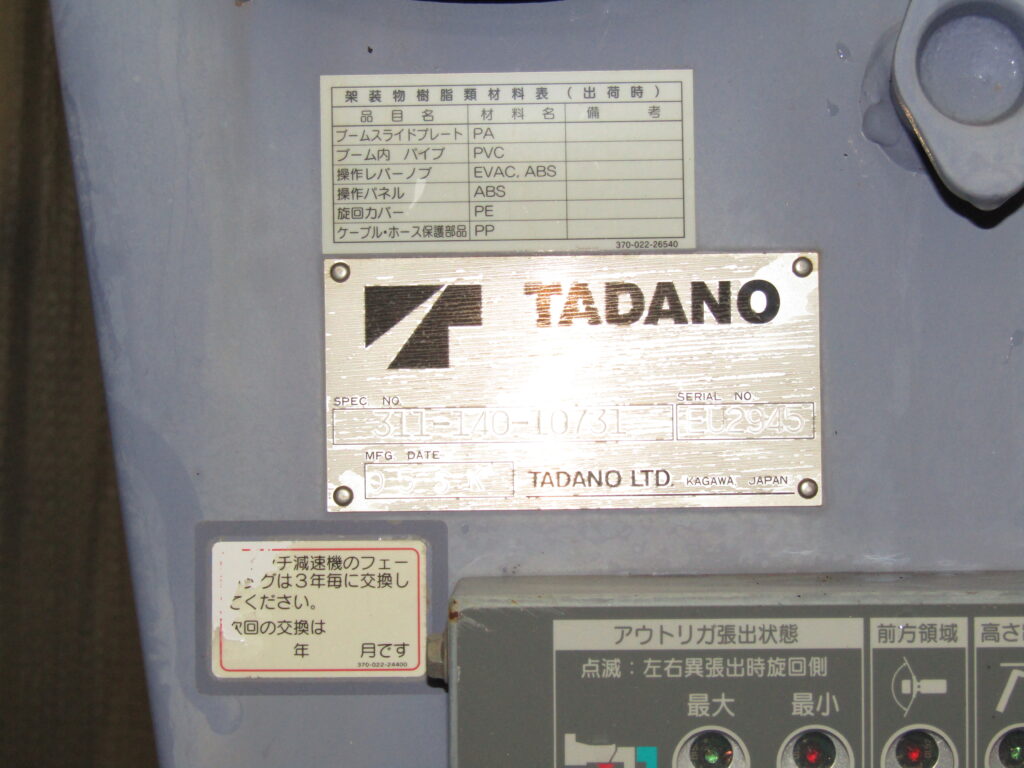 架装物樹脂類材料表(出荷時)
品目名 材料名 備考
ブームスライドプレート PA
ブーム内 パイプ PVC
操作レバーノブ EVAC, ABS
操作パネル ABS
旋回カバー PE
ケーブル・ホース保護部品 PP
370-022-26540
TADANO
SPEC NO. SERIAL NO.
311-140-10731 EU2945
MFG DATE
TADANO LTD. KAGAWA, JAPAN
ンチ減速機のフェー
ングは3年毎に交換し
てください。
次回の交換は
年 月です
370-022-24400
アウトリガ張出状態 前方領域 高さ
点滅:左右異張出時旋回側
最大 最小